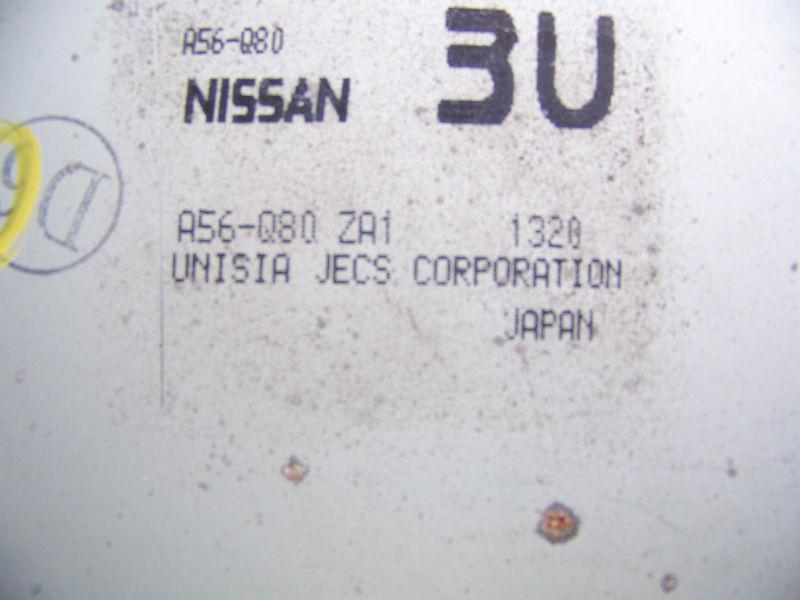 A56-Q80
NISSAN
3U
A56-Q80 ZA1 1320
UNISIA JECS CORPORATION
JAPAN
D